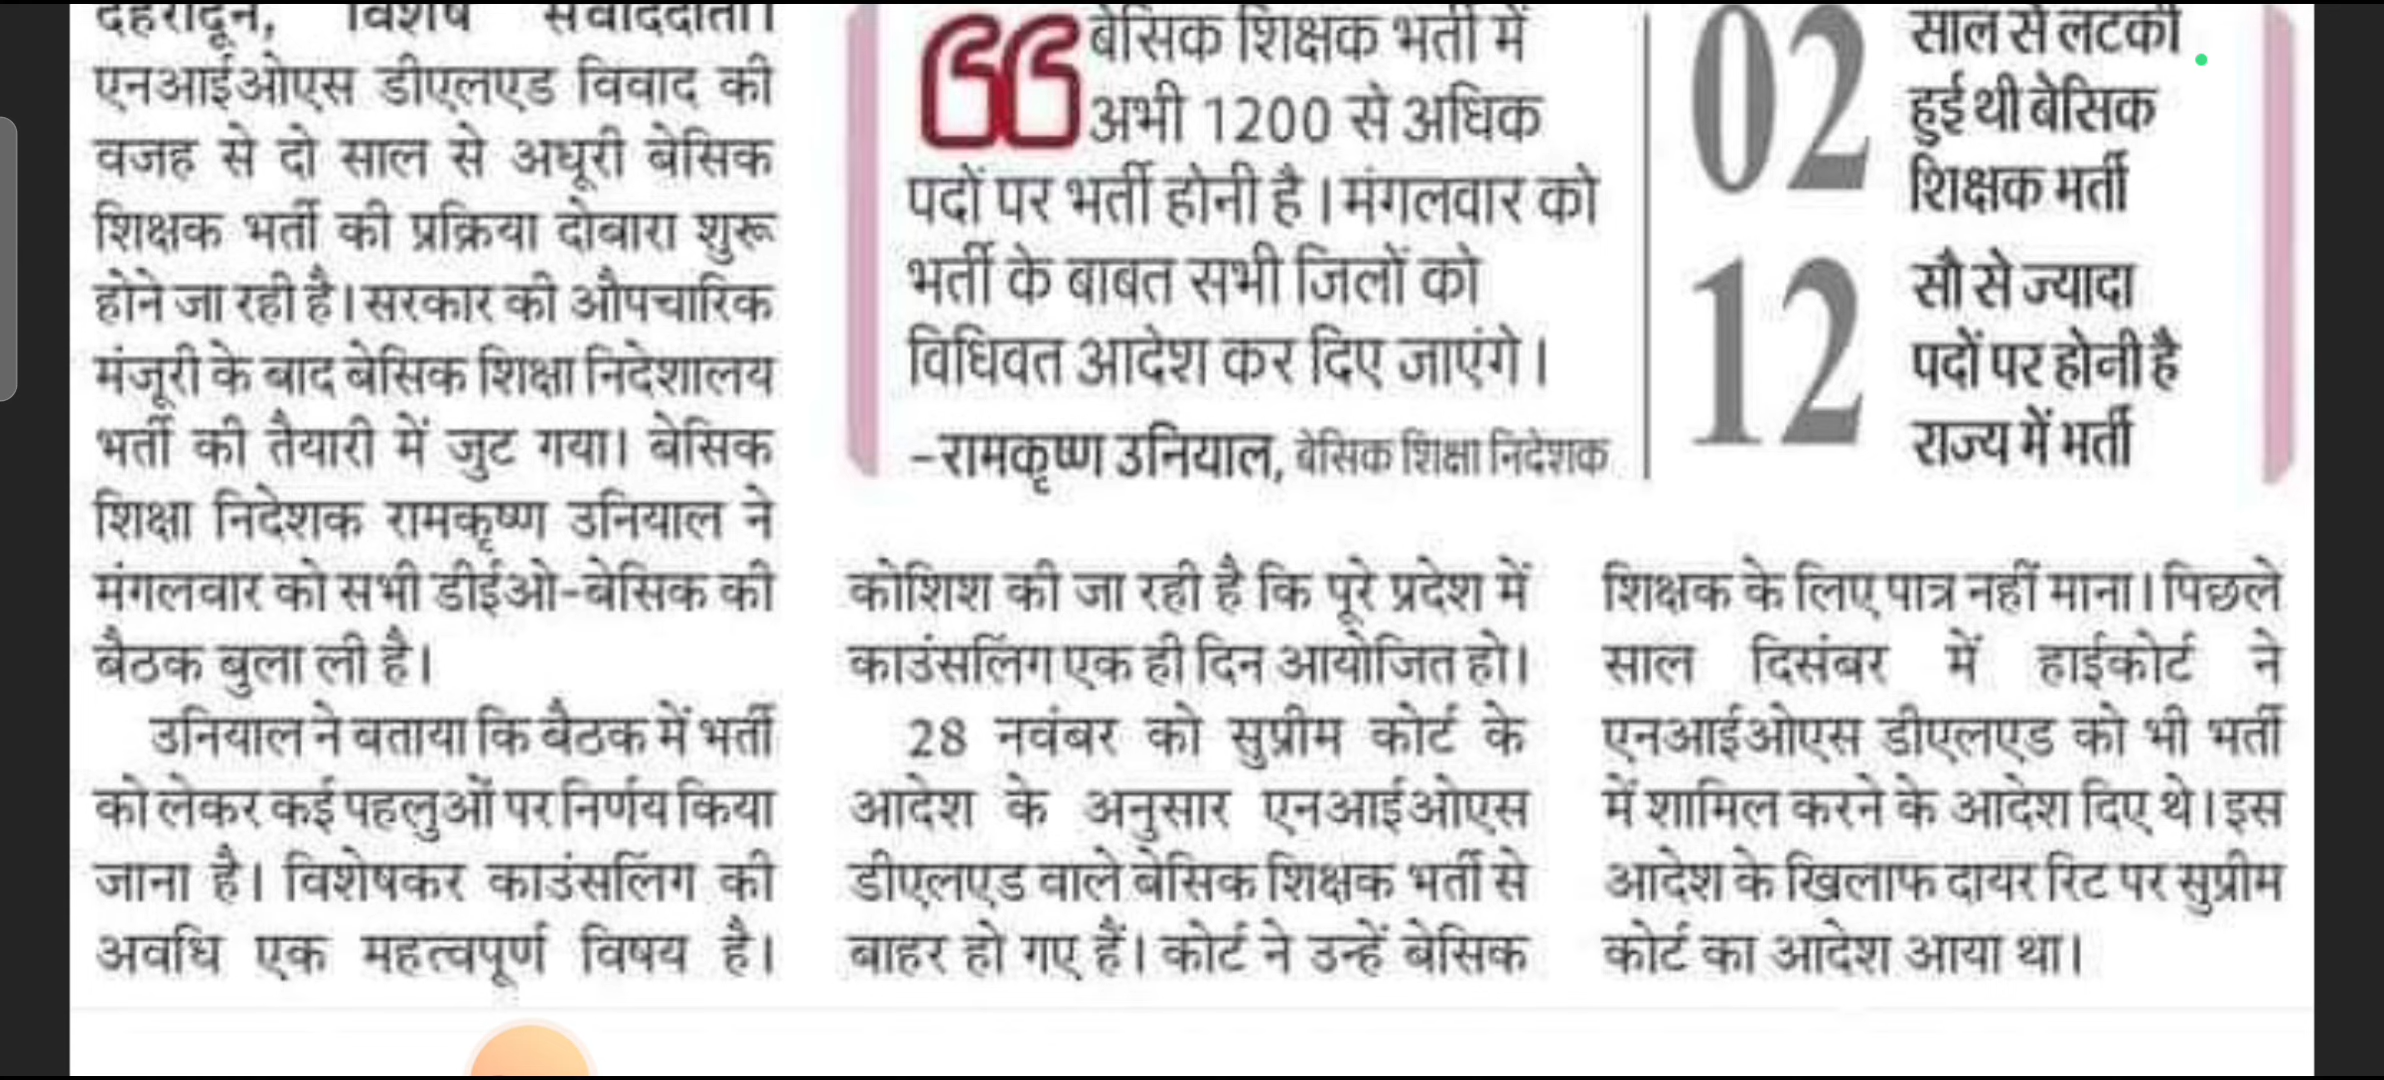 देहरादून, विशेष संवाददाता।
एनआईओएस डीएलएड विवाद की
वजह से दो साल से अधूरी बेसिक
शिक्षक भर्ती की प्रक्रिया दोबारा शुरू
होने जा रही है। सरकार की औपचारिक
मंजूरी के बाद बेसिक शिक्षा निदेशालय
भर्ती की तैयारी में जुट गया। बेसिक
शिक्षा निदेशक रामकृष्ण उनियाल ने
मंगलवार को सभी डीईओ-बेसिक की
बैठक बुला ली है।
उनियाल ने बताया कि बैठक में भर्ती
को लेकर कई पहलुओं पर निर्णय किया
जाना है। विशेषकर काउंसलिंग की
अवधि एक महत्वपूर्ण विषय है।
बेसिक शिक्षक भर्ती में
अभी 1200 से अधिक
पदों पर भर्ती होनी है। मंगलवार को
भर्ती के बाबत सभी जिलों को
विधिवत आदेश कर दिए जाएंगे।
-रामकृष्ण उनियाल, बेसिक शिक्षा निदेशक
02 साल से लटकी
हुई थी बेसिक
शिक्षक भर्ती
12 सौ से ज्यादा
पदों पर होनी है
राज्य में भर्ती
कोशिश की जा रही है कि पूरे प्रदेश में
काउंसलिंग एक ही दिन आयोजित हो।
28 नवंबर को सुप्रीम कोर्ट के
आदेश के अनुसार एनआईओएस
डीएलएड वाले बेसिक शिक्षक भर्ती से
बाहर हो गए हैं। कोर्ट ने उन्हें बेसिक
शिक्षक के लिए पात्र नहीं माना। पिछले
साल दिसंबर में हाईकोर्ट ने
एनआईओएस डीएलएड को भी भर्ती
में शामिल करने के आदेश दिए थे। इस
आदेश के खिलाफ दायर रिट पर सुप्रीम
कोर्ट का आदेश आया था।